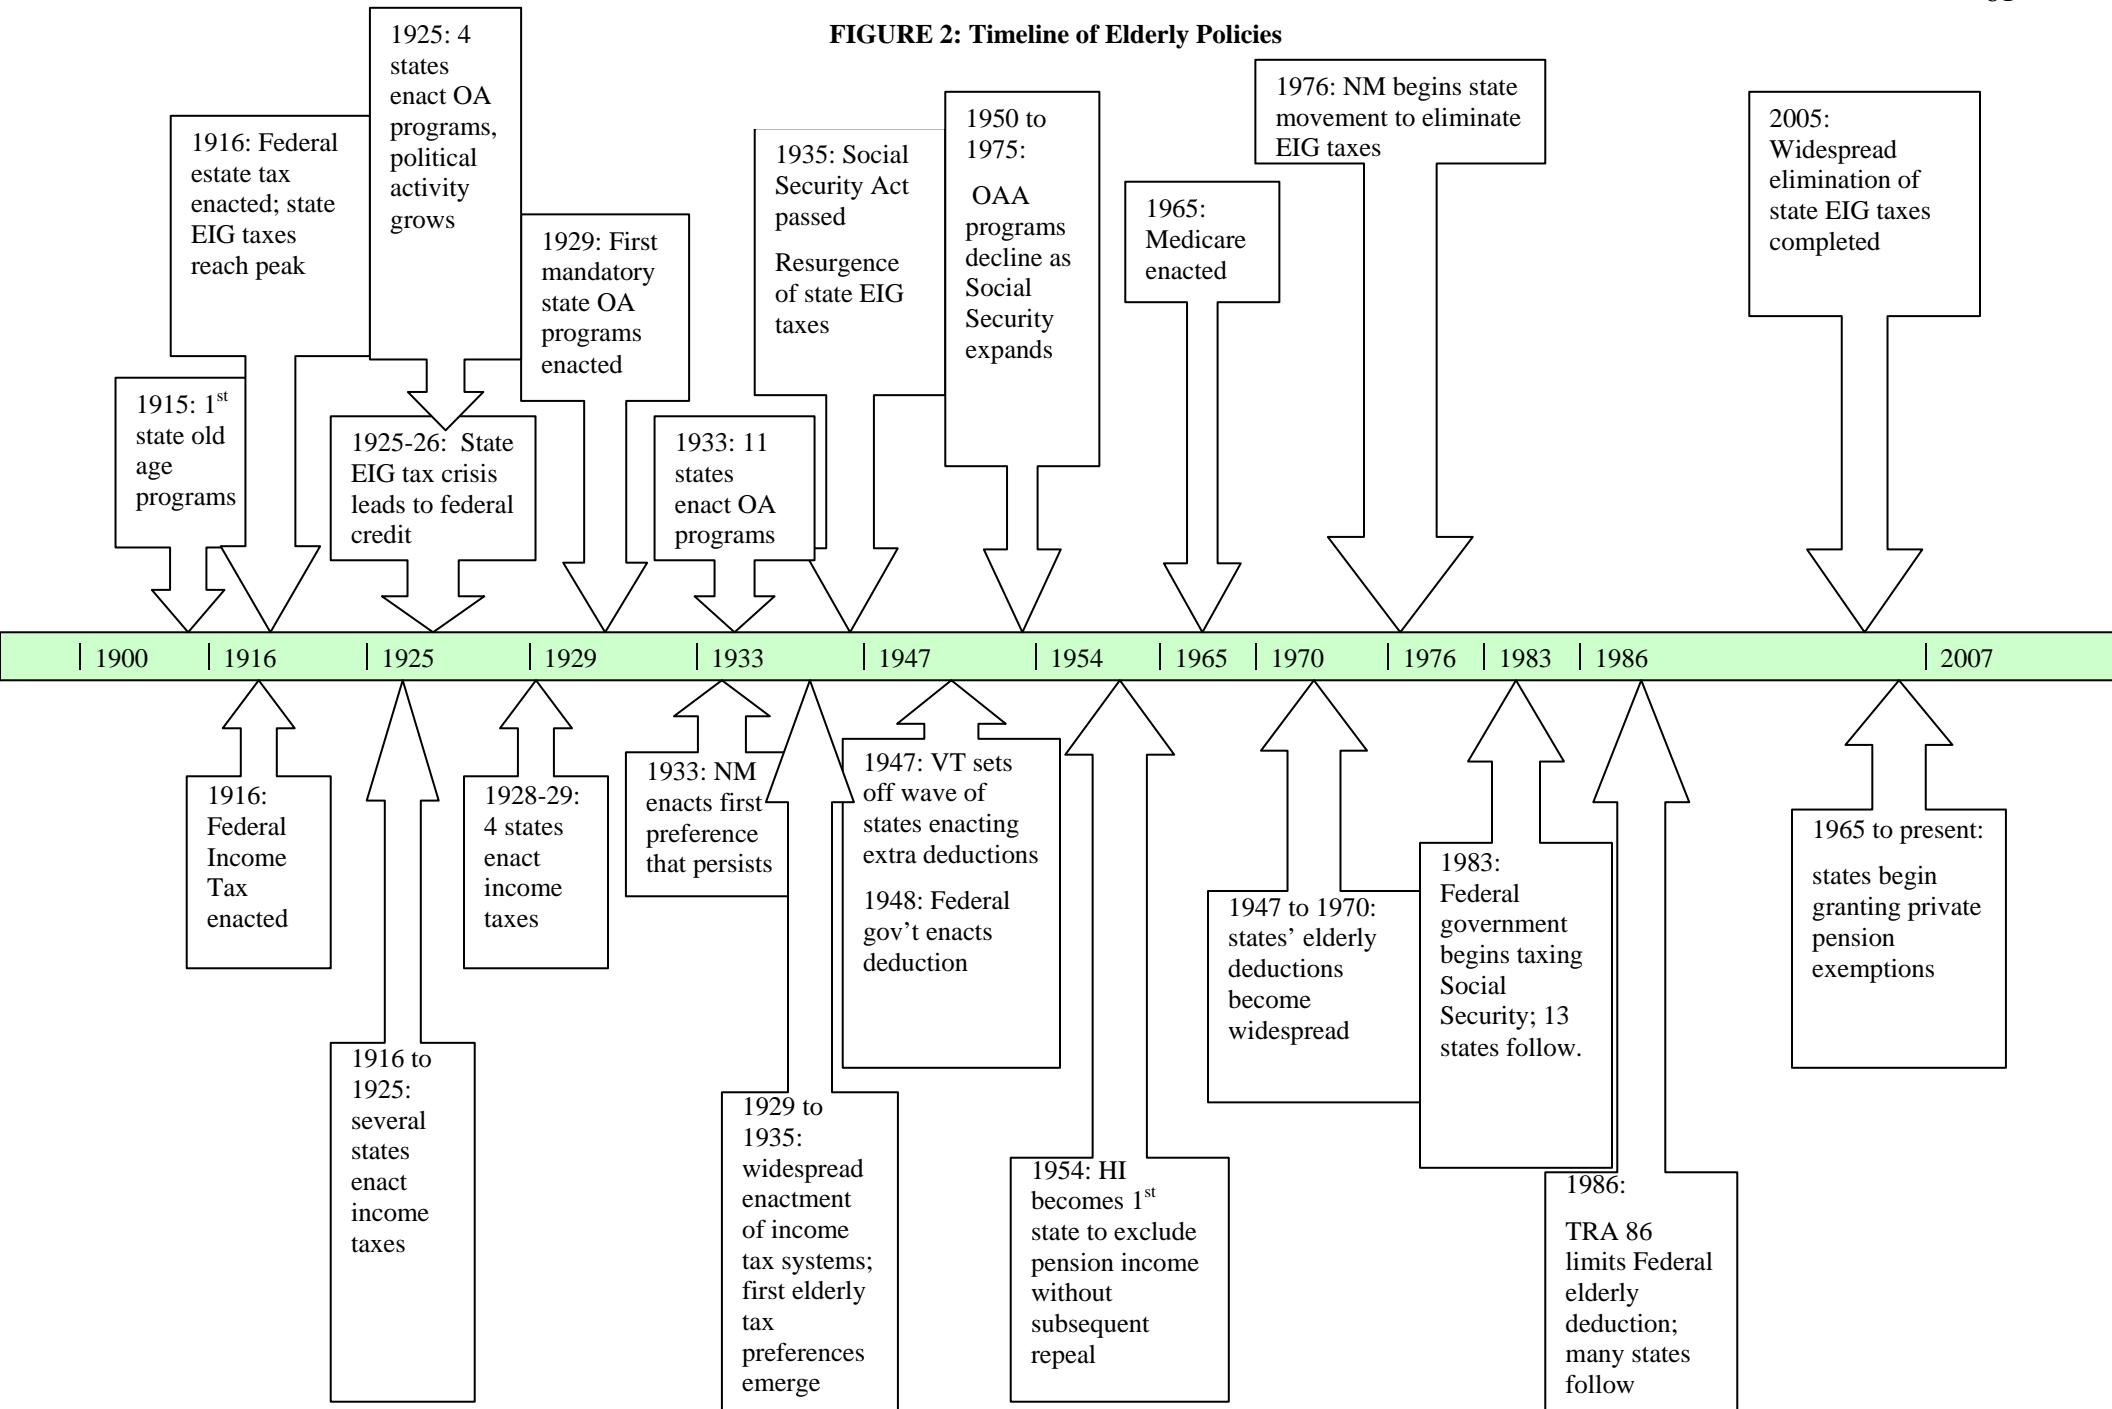 FIGURE 2: Timeline of Elderly Policies
1925: 4
states
enact OA
programs,
political
activity
grows
1916: Federal
estate tax
enacted; state
EIG taxes
reach peak
1915: 1st
state old
age
programs
1925-26: State
EIG tax crisis
leads to federal
credit
1929: First
mandatory
state OA
programs
enacted
1933: 11
states
enact OA
programs
1935: Social
Security Act
passed
Resurgence
of state EIG
taxes
1950 to
1975:
OAA
programs
decline as
Social
Security
expands
1965:
Medicare
enacted
1976: NM begins state
movement to eliminate
EIG taxes
2005:
Widespread
elimination of
state EIG taxes
completed
1900 1916 1925 1929 1933 1947 1954 1965 1970 1976 1983 1986 2007
1916:
Federal
Income
Tax
enacted
1916 to
1925:
several
states
enact
income
taxes
1928-29:
4 states
enact
income
taxes
1933: NM
enacts first
preference
that persists
1929 to
1935:
widespread
enactment
of income
tax systems;
first elderly
tax
preferences
emerge
1947: VT sets
off wave of
states enacting
extra deductions
1948: Federal
gov’t enacts
deduction
1954: HI
becomes 1st
state to exclude
pension income
without
subsequent
repeal
1947 to 1970:
states’ elderly
deductions
become
widespread
1983:
Federal
government
begins taxing
Social
Security; 13
states follow.
1986:
TRA 86
limits Federal
elderly
deduction;
many states
follow
1965 to present:
states begin
granting private
pension
exemptions